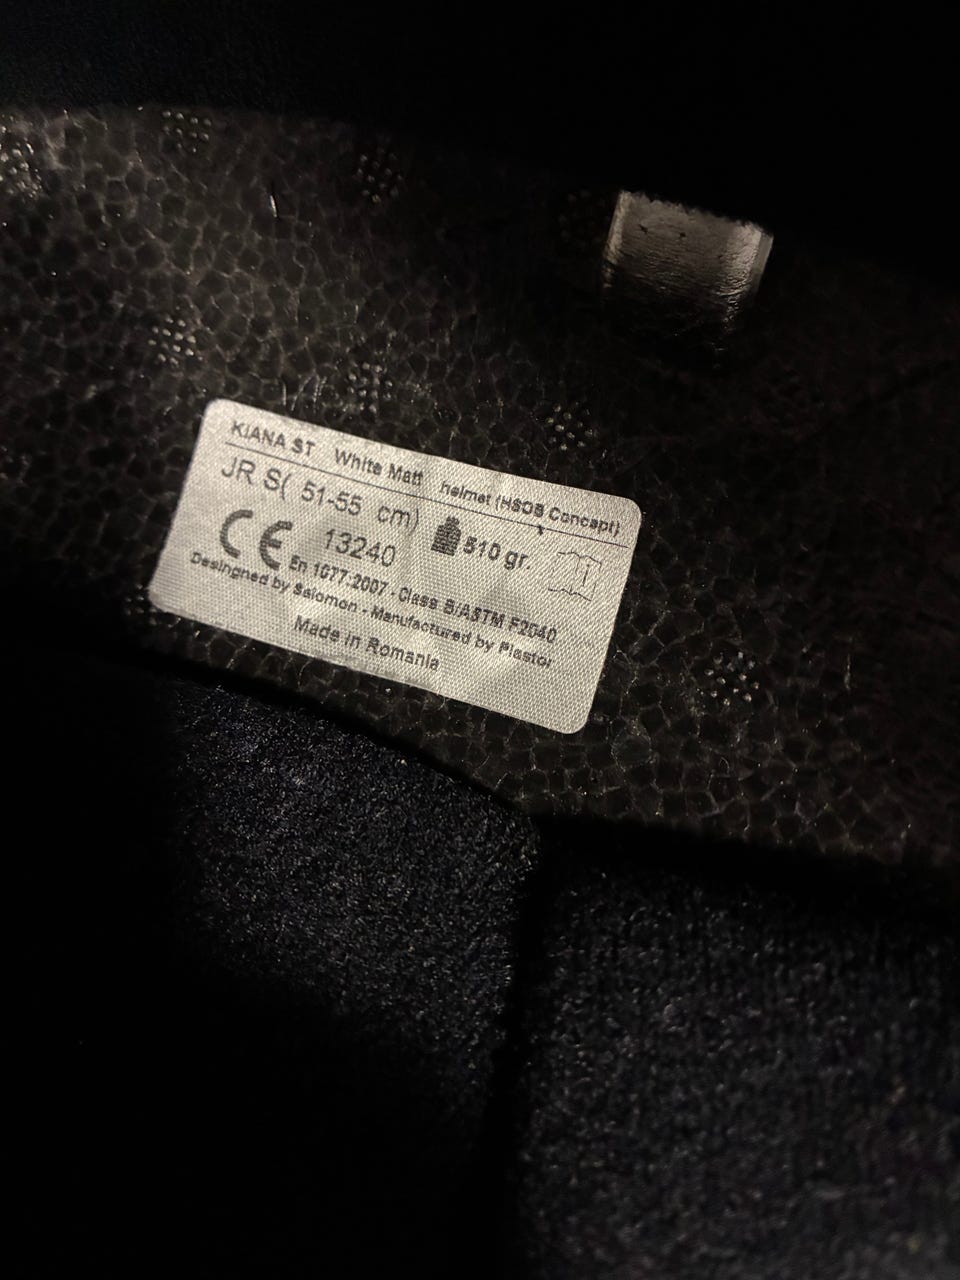 KIANA ST White Matt helmet (HSOS Concept)
JR S( 51-55 cm)
CE 13240 510 gr. i
En 1077:2007 - Class B/ASTM F2040
Desingned by Salomon - Manufactured by Plastor
Made in Romania